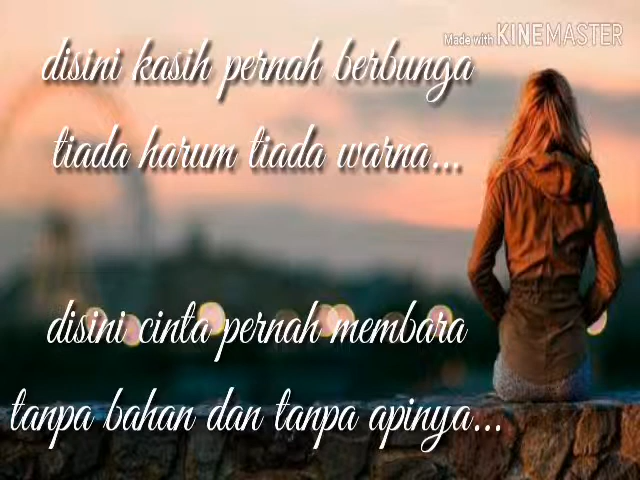 Made with KINEMASTER
disini kasih pernah berbunga
tiada harum tiada warna...
disini cinta pernah membara
tanpa bahan dan tanpa apinya...